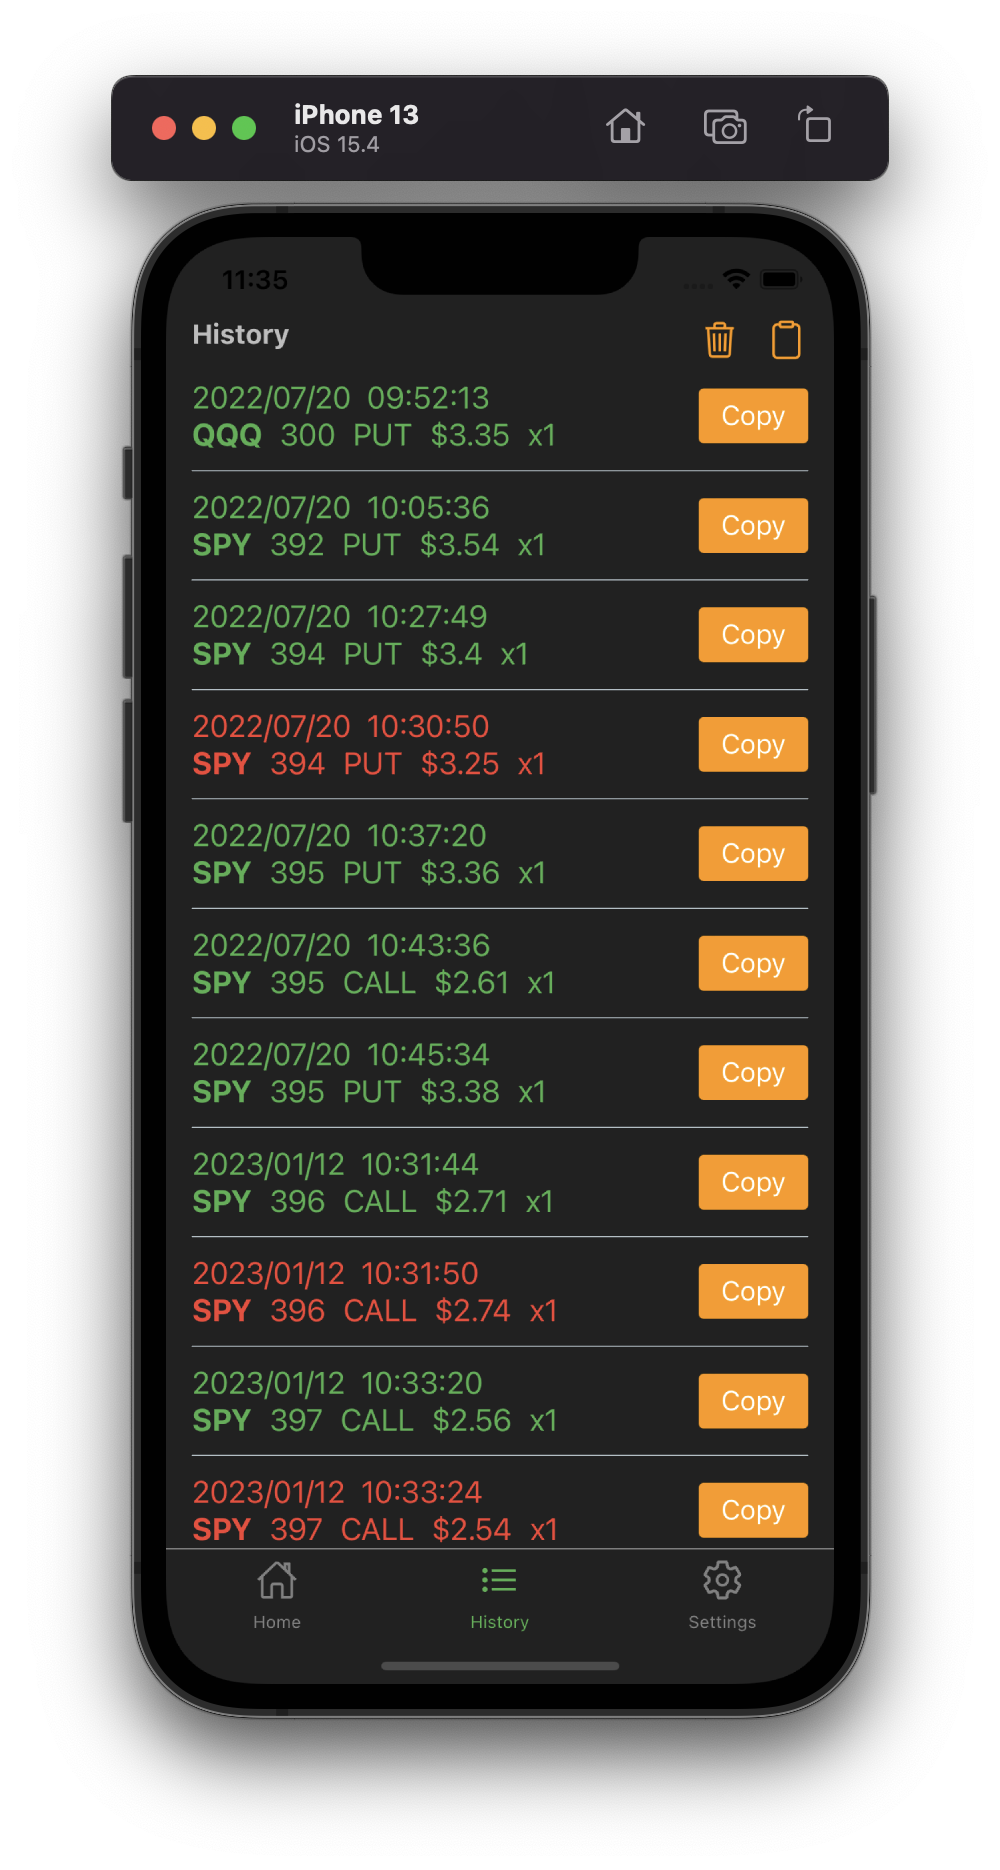 iPhone 13
iOS 15.4
11:35
History
2022/07/20 09:52:13
QQQ 300 PUT $3.35 x1
Copy
2022/07/20 10:05:36
SPY 392 PUT $3.54 x1
Copy
2022/07/20 10:27:49
SPY 394 PUT $3.4 x1
Copy
2022/07/20 10:30:50
SPY 394 PUT $3.25 x1
Copy
2022/07/20 10:37:20
SPY 395 PUT $3.36 x1
Copy
2022/07/20 10:43:36
SPY 395 CALL $2.61 x1
Copy
2022/07/20 10:45:34
SPY 395 PUT $3.38 x1
Copy
2023/01/12 10:31:44
SPY 396 CALL $2.71 x1
Copy
2023/01/12 10:31:50
SPY 396 CALL $2.74 x1
Copy
2023/01/12 10:33:20
SPY 397 CALL $2.56 x1
Copy
2023/01/12 10:33:24
SPY 397 CALL $2.54 x1
Copy
Home
History
Settings